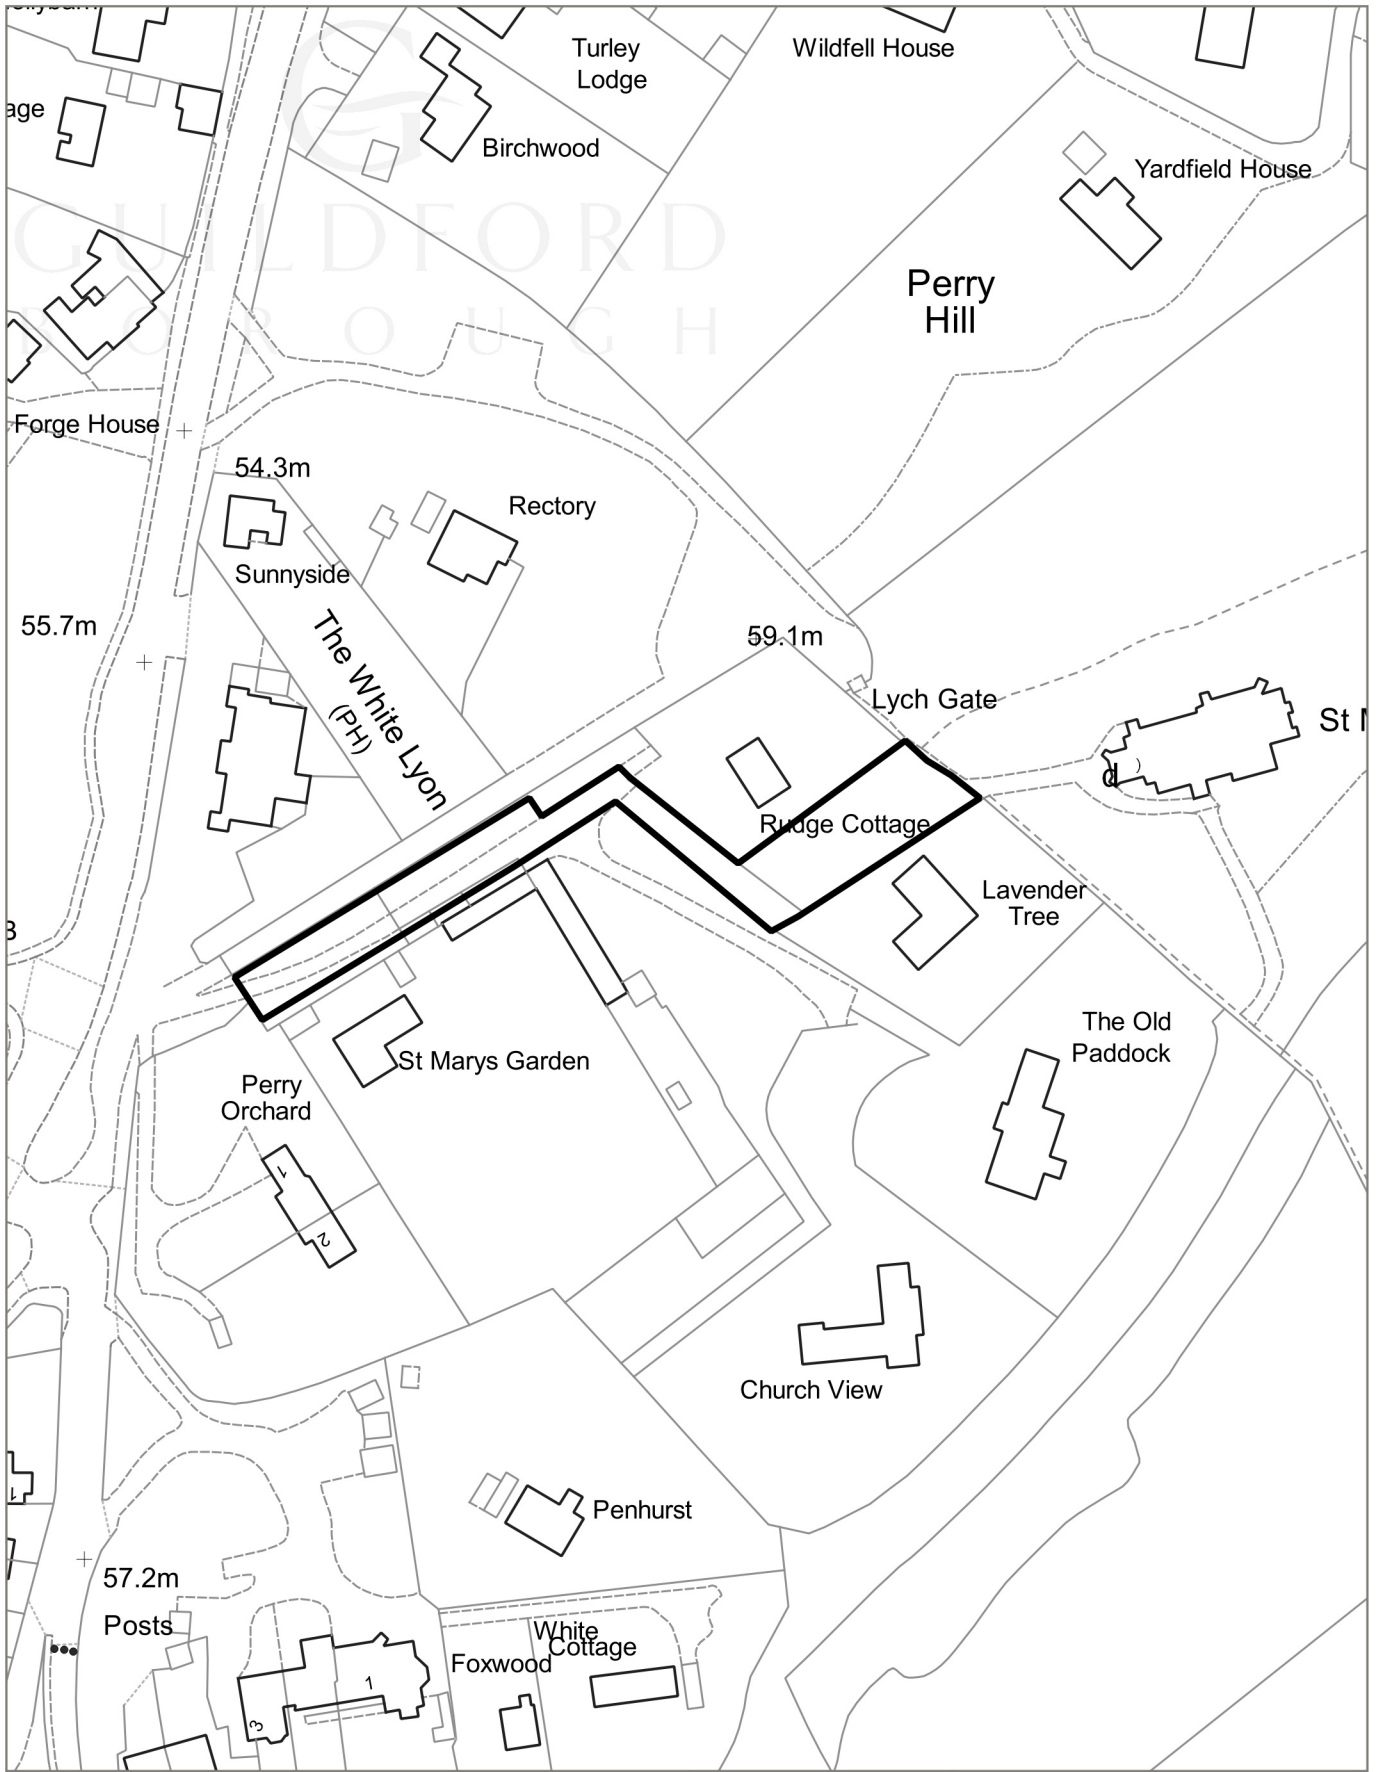 Turley
Lodge
Wildfell House
age
Birchwood
Yardfield House
GUILDFORD
BOROUGH
Perry
Hill
Forge House
54.3m
Rectory
Sunnyside
55.7m
The White Lyon
(PH)
59.1m
Lych Gate
St M
d
Rudge Cottage
Lavender
Tree
B
The Old
Paddock
St Marys Garden
Perry
Orchard
1
2
Church View
1
Penhurst
57.2m
Posts
White
Cottage
Foxwood
1
3